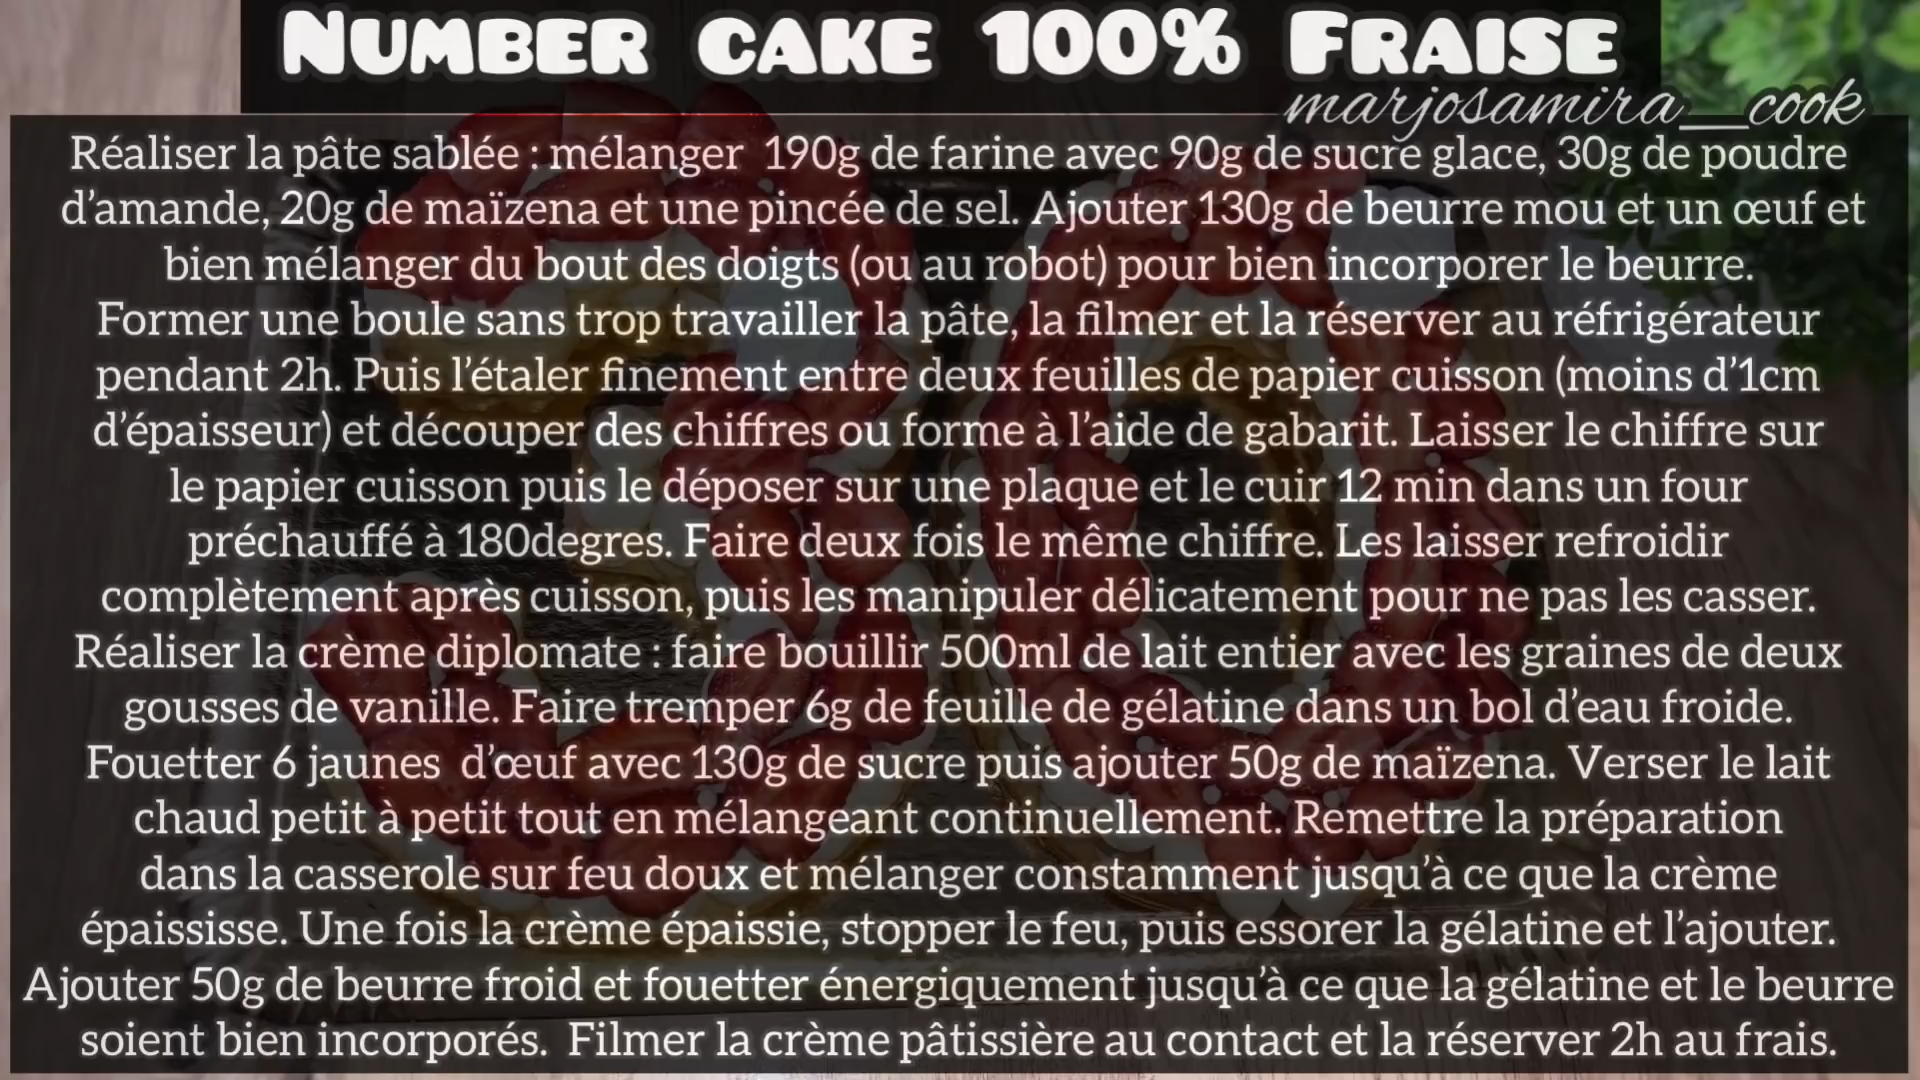 NUMBER CAKE 100% FRAISE
marjosamira__cook
Réaliser la pâte sablée : mélanger 190g de farine avec 90g de sucre glace, 30g de poudre
d’amande, 20g de maïzena et une pincée de sel. Ajouter 130g de beurre mou et un œuf et
bien mélanger du bout des doigts (ou au robot) pour bien incorporer le beurre.
Former une boule sans trop travailler la pâte, la filmer et la réserver au réfrigérateur
pendant 2h. Puis l’étaler finement entre deux feuilles de papier cuisson (moins d’1cm
d’épaisseur) et découper des chiffres ou forme à l’aide de gabarit. Laisser le chiffre sur
le papier cuisson puis le déposer sur une plaque et le cuir 12 min dans un four
préchauffé à 180degres. Faire deux fois le même chiffre. Les laisser refroidir
complètement après cuisson, puis les manipuler délicatement pour ne pas les casser.
Réaliser la crème diplomate : faire bouillir 500ml de lait entier avec les graines de deux
gousses de vanille. Faire tremper 6g de feuille de gélatine dans un bol d’eau froide.
Fouetter 6 jaunes d’œuf avec 130g de sucre puis ajouter 50g de maïzena. Verser le lait
chaud petit à petit tout en mélangeant continuellement. Remettre la préparation
dans la casserole sur feu doux et mélanger constamment jusqu’à ce que la crème
épaississe. Une fois la crème épaissie, stopper le feu, puis essorer la gélatine et l’ajouter.
Ajouter 50g de beurre froid et fouetter énergiquement jusqu’à ce que la gélatine et le beurre
soient bien incorporés. Filmer la crème pâtissière au contact et la réserver 2h au frais.